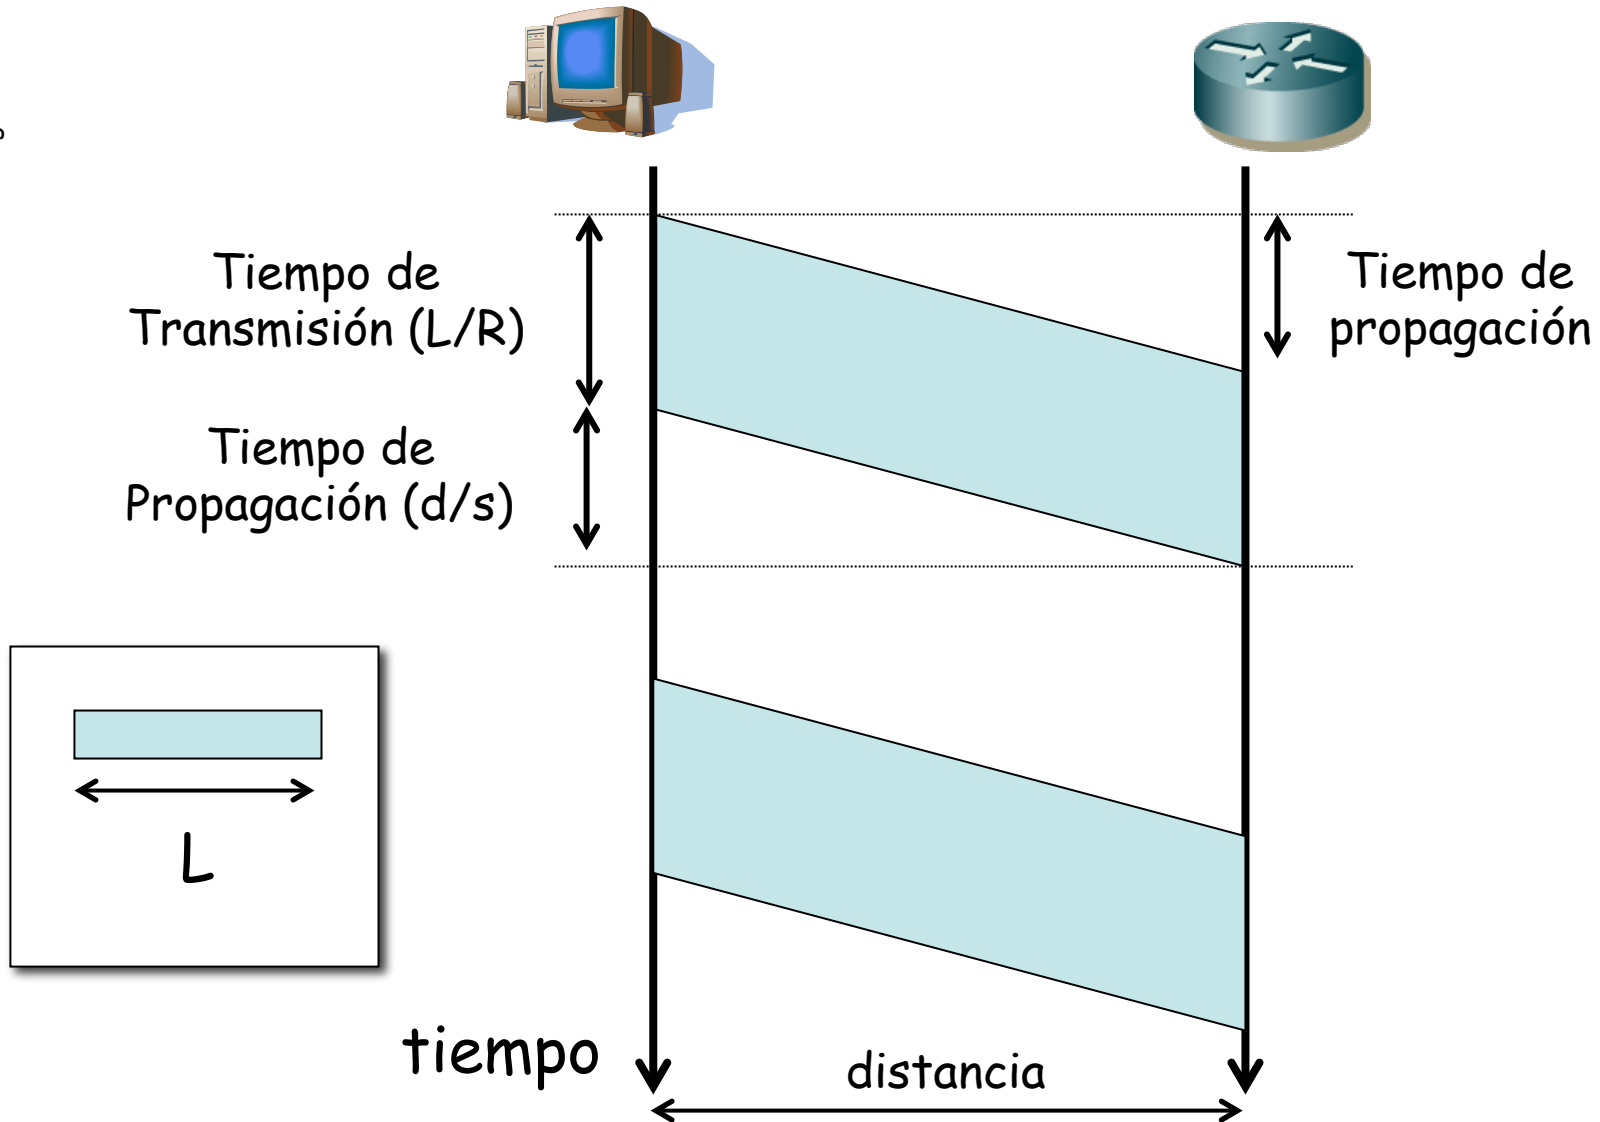 Tiempo de
Transmisión (L/R)
Tiempo de
propagación
Tiempo de
Propagación (d/s)
L
tiempo
distancia